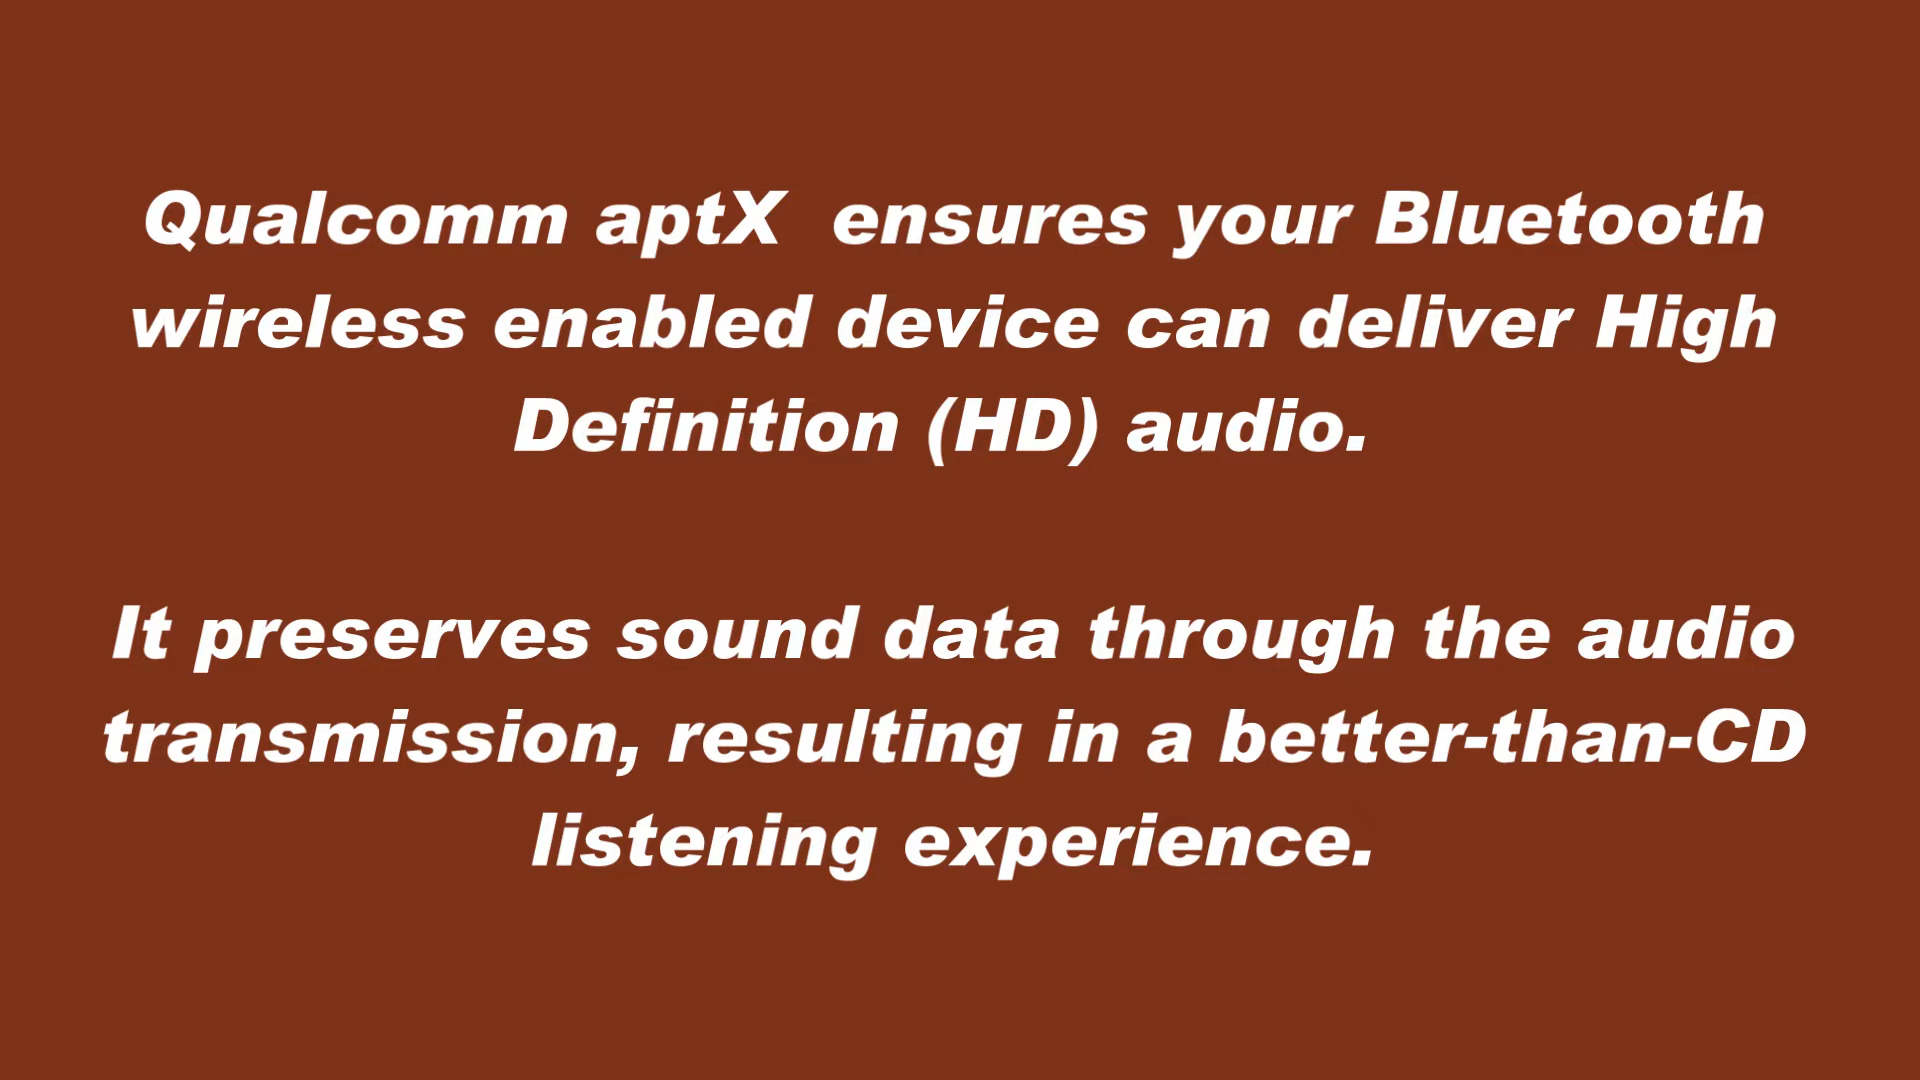 Qualcomm aptX  ensures your Bluetooth
wireless enabled device can deliver High
Definition (HD) audio.
It preserves sound data through the audio
transmission, resulting in a better-than-CD
listening experience.